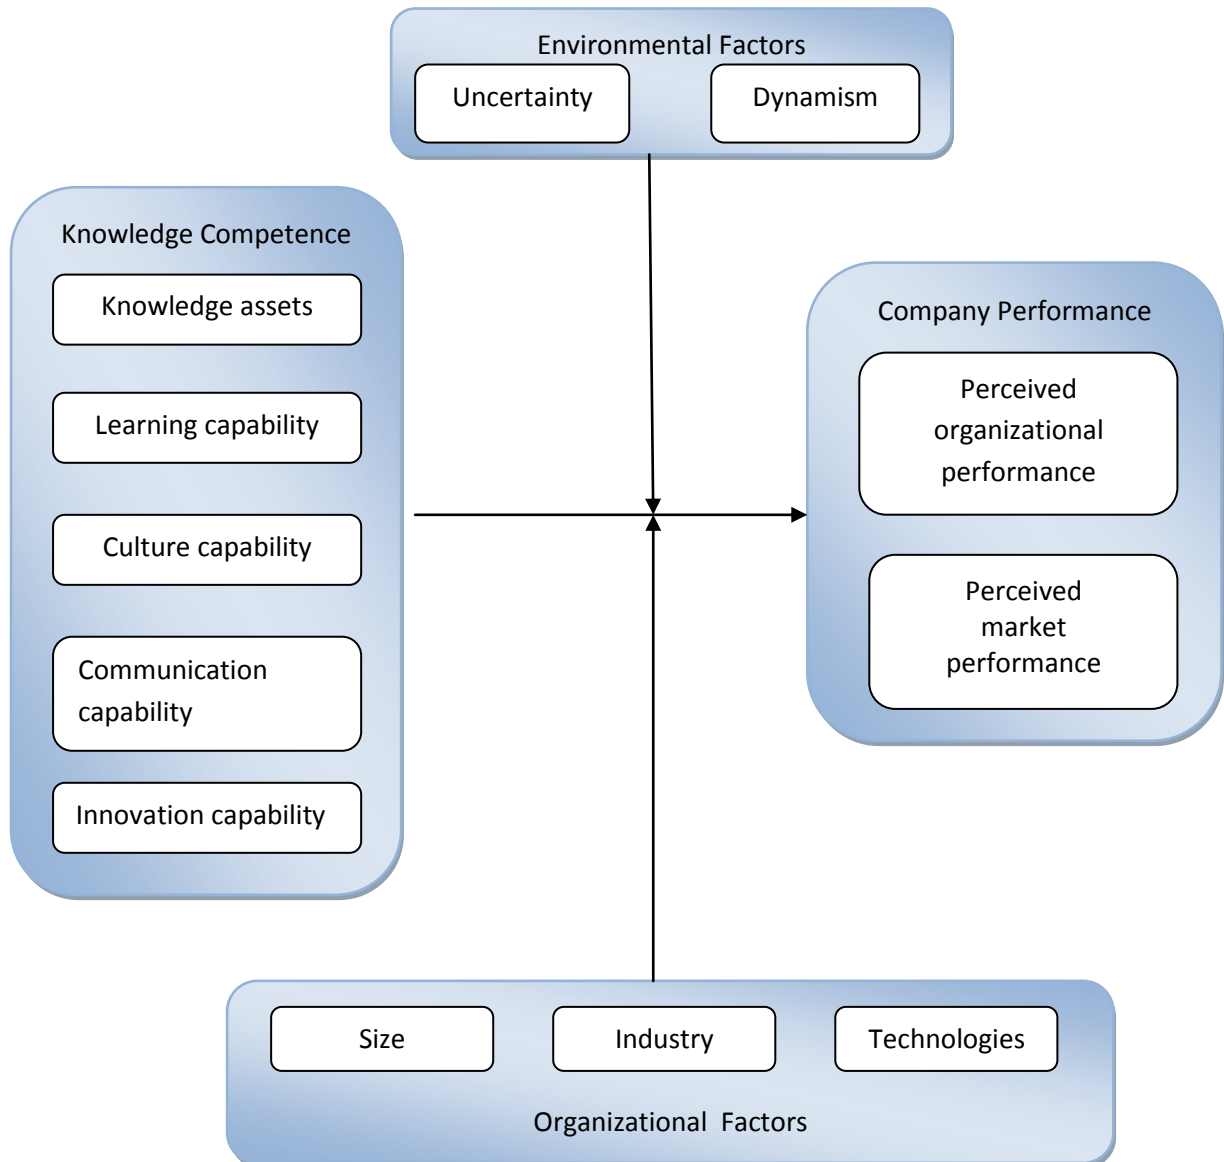 Environmental Factors
Uncertainty
Dynamism
Knowledge Competence
Knowledge assets
Learning capability
Culture capability
Communication
capability
Innovation capability
Company Performance
Perceived
organizational
performance
Perceived
market
performance
Size
Industry
Technologies
Organizational Factors